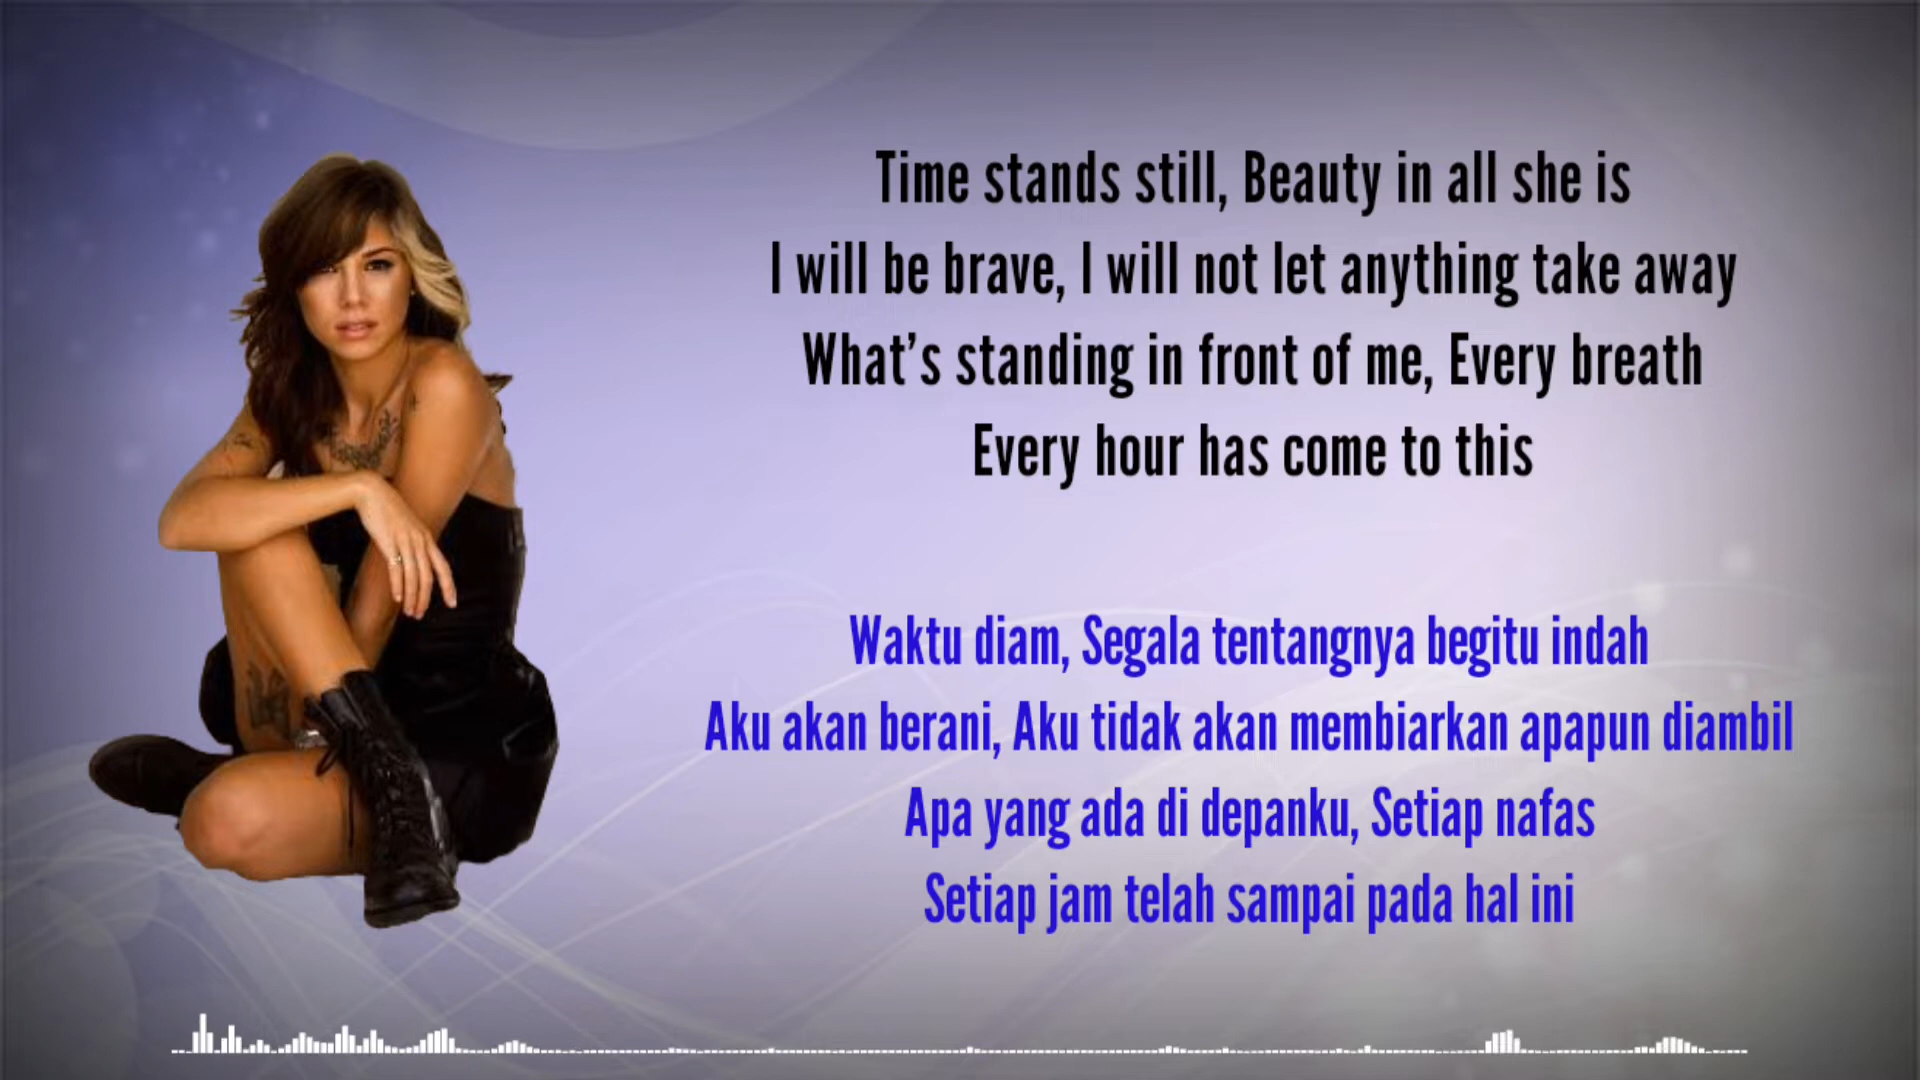 Time stands still, Beauty in all she is
I will be brave, I will not let anything take away
What's standing in front of me, Every breath
Every hour has come to this
Waktu diam, Segala tentangnya begitu indah
Aku akan berani, Aku tidak akan membiarkan apapun diambil
Apa yang ada di depanku, Setiap nafas
Setiap jam telah sampai pada hal ini